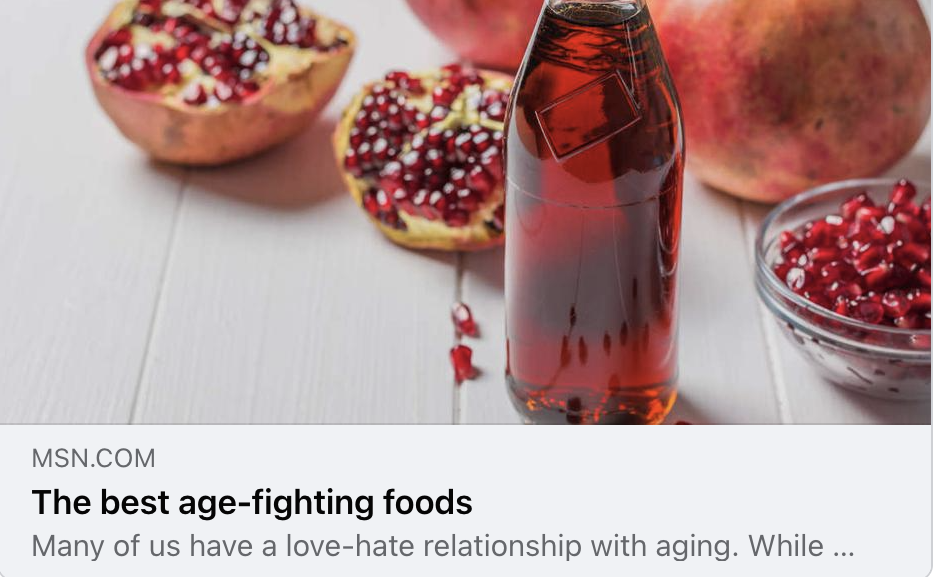 MSN.COM
The best age-fighting foods
Many of us have a love-hate relationship with aging. While ...